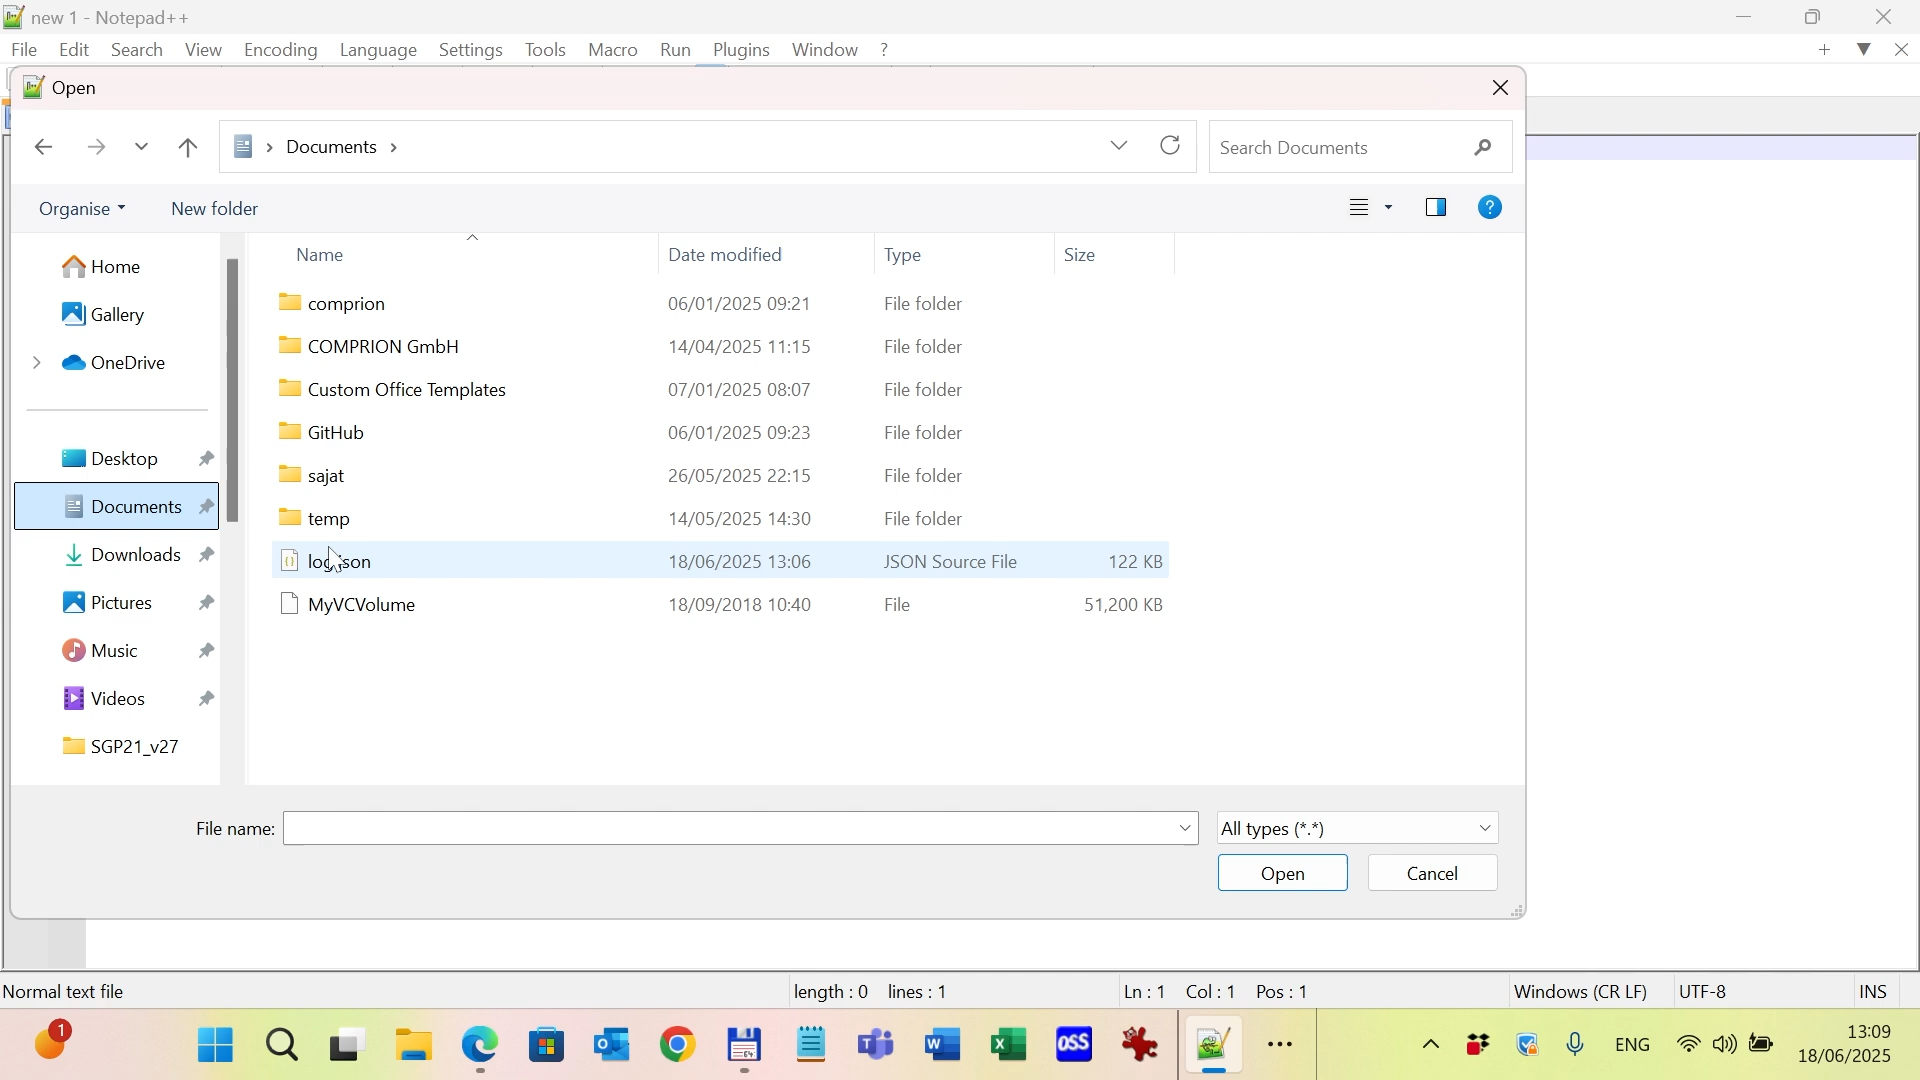 new 1 - Notepad++
File Edit Search View Encoding Language Settings Tools Macro Run Plugins Window ?
Open
Documents
Search Documents
Organise New folder
Home
Gallery
OneDrive
Desktop
Documents
Downloads
Pictures
Music
Videos
SGP21_v27
Name Date modified Type Size
comprion 06/01/2025 09:21 File folder
COMPRION GmbH 14/04/2025 11:15 File folder
Custom Office Templates 07/01/2025 08:07 File folder
GitHub 06/01/2025 09:23 File folder
sajat 26/05/2025 22:15 File folder
temp 14/05/2025 14:30 File folder
18/06/2025 13:06 JSON Source File 122 KB
MyVCVolume 18/09/2018 10:40 File 51,200 KB
File name: All types (*.*)
Open Cancel
Normal text file length : 0 lines : 1 Ln : 1 Col : 1 Pos : 1 Windows (CR LF) UTF-8 INS
1
64
OSS
ENG
13:09
18/06/2025